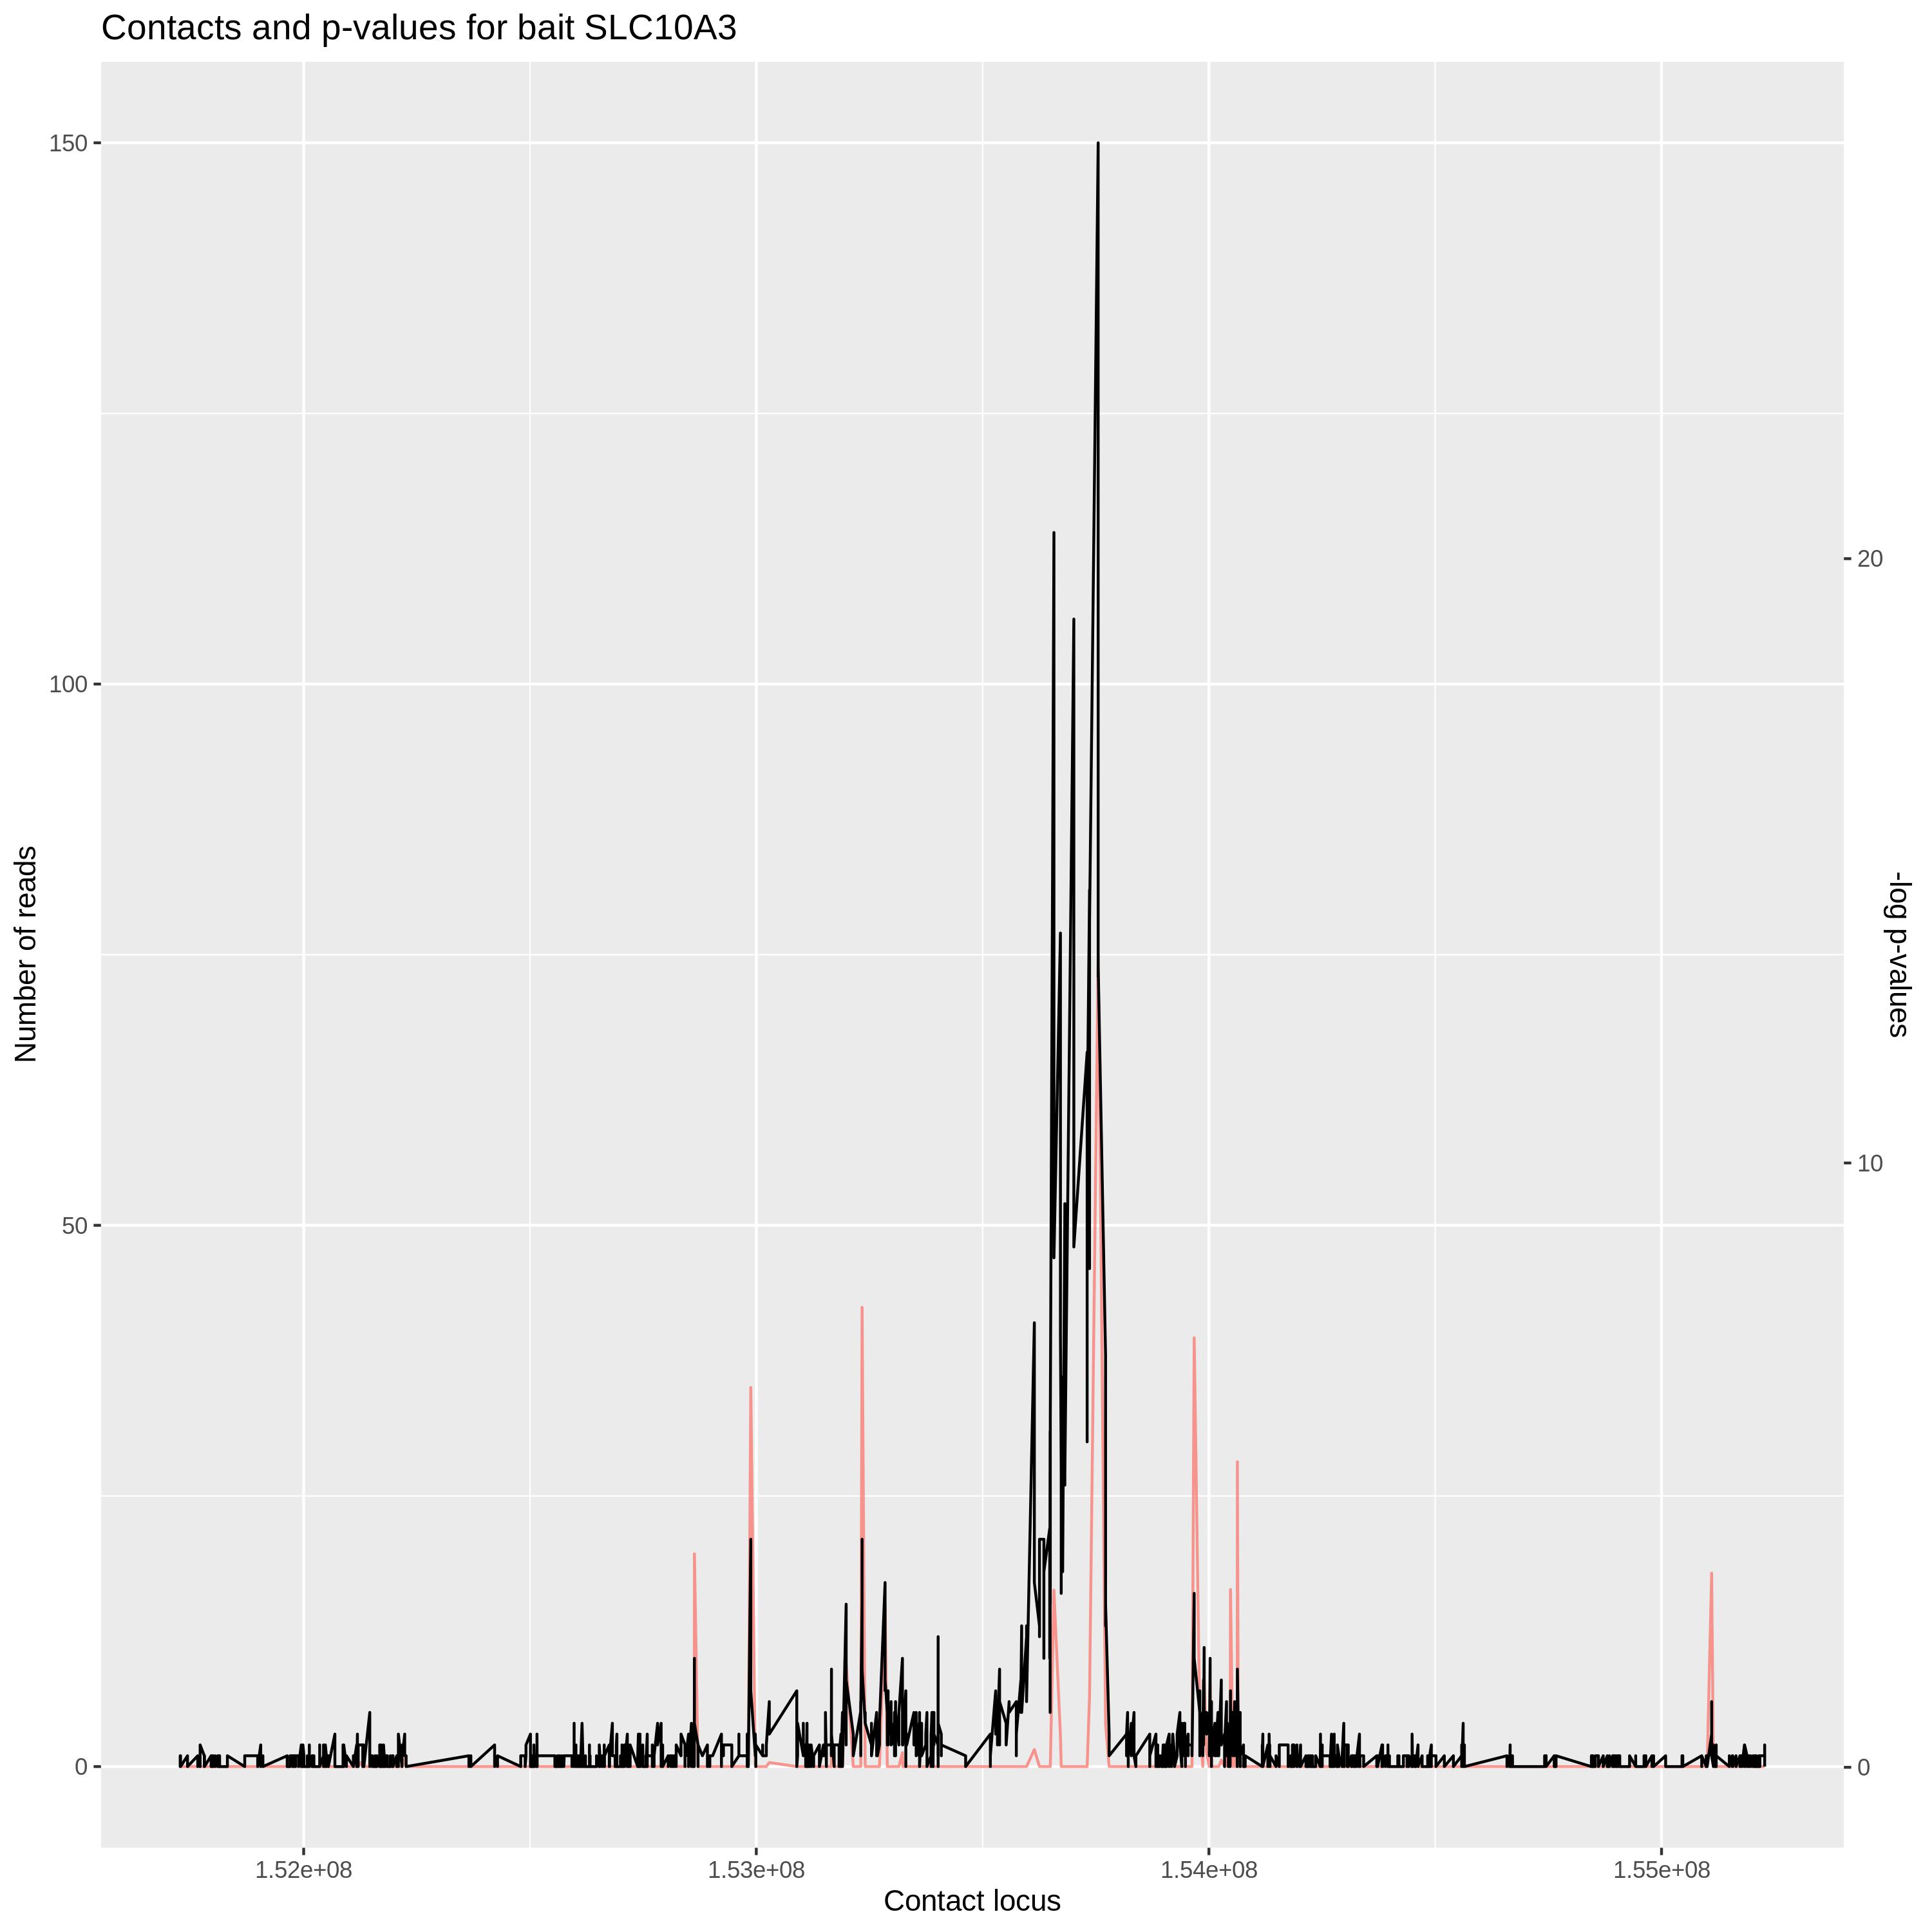 Contacts and p-values for bait SLC10A3
150
100
50
0
Number of reads
20
10
0
-log p-values
1.52e+08
1.53e+08
1.54e+08
1.55e+08
Contact locus